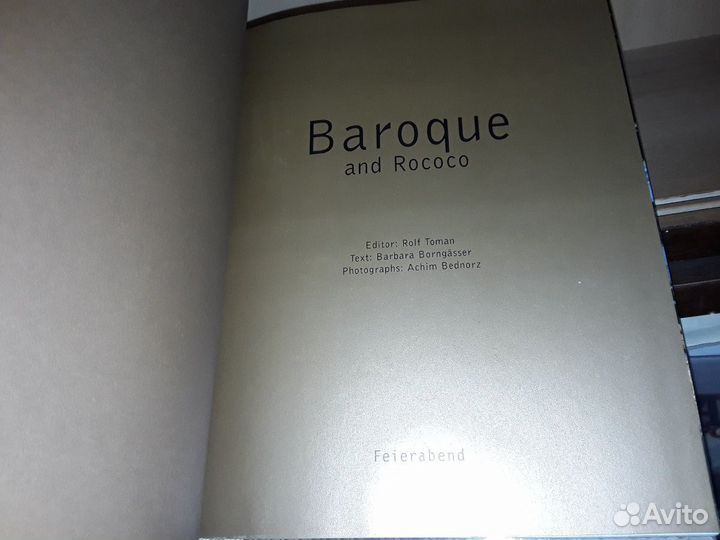 Baroque
and Rococo
Editor: Rolf Toman
Text: Barbara Borngässer
Photographs: Achim Bednorz
Feierabend
Avito